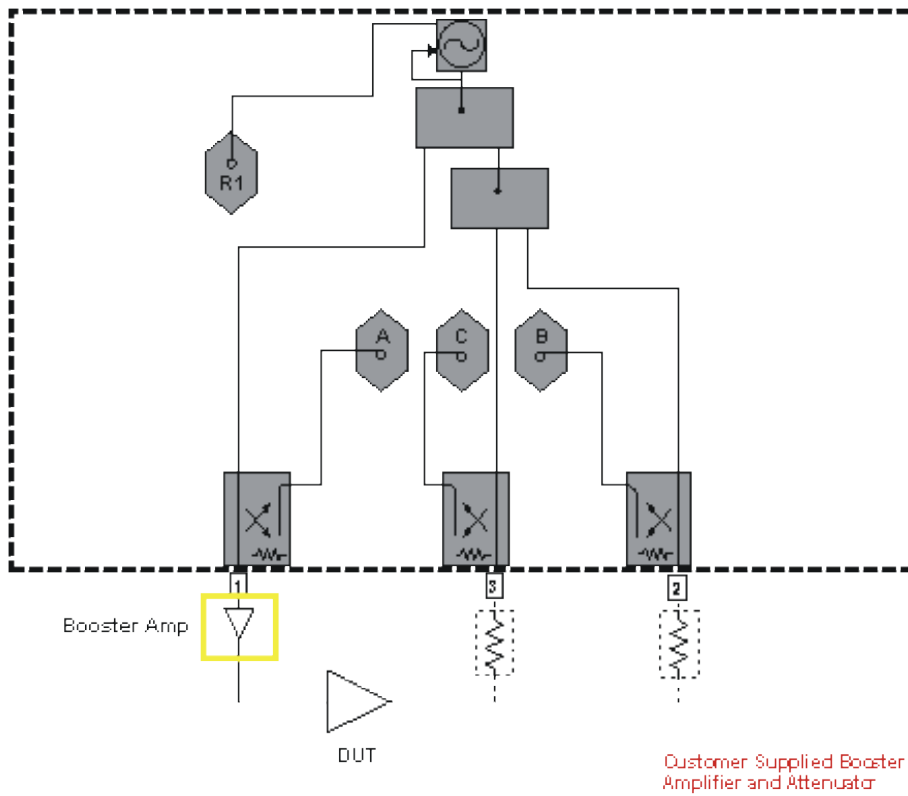 R1
A
C
B
1
3
2
Booster Amp
DUT
Customer Supplied Booster
Amplifier and Attenuator